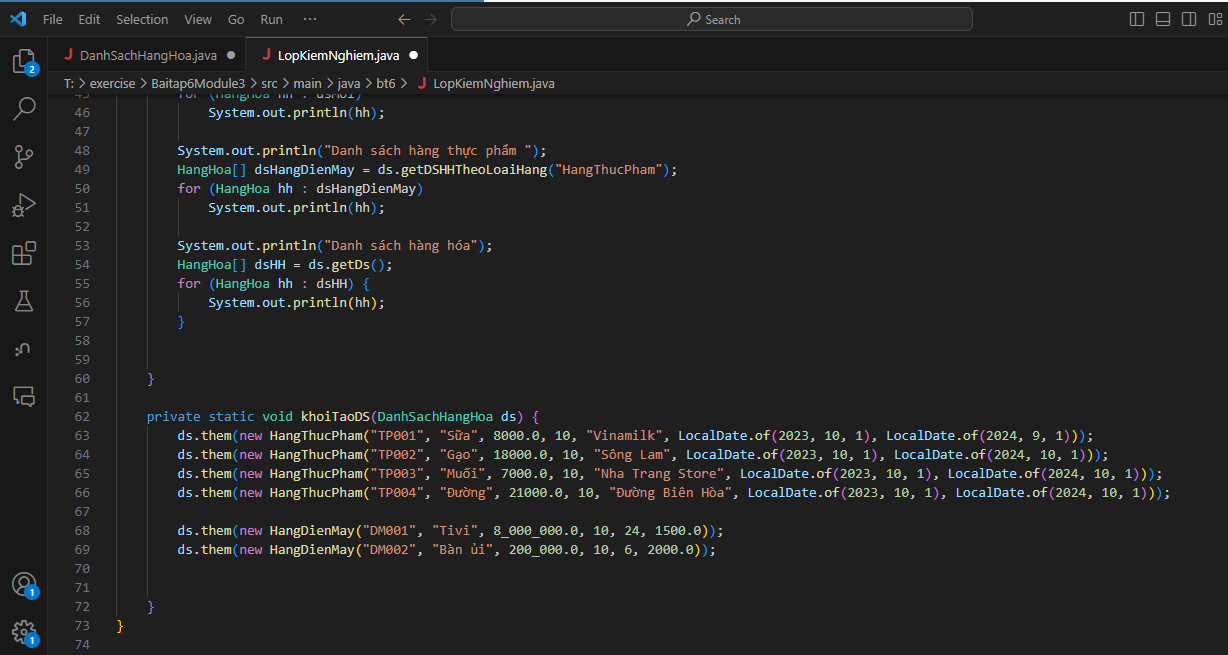 File Edit Selection View Go Run ··· Search
DanhSachHangHoa.java LopKiemNghiem.java
T: > exercise > Baitap6Module3 > src > main > java > bt6 > LopKiemNghiem.java
45 for (HangHoa hh : dsMoi)
46 System.out.println(hh);
47
48 System.out.println("Danh sách hàng thực phẩm ");
49 HangHoa[] dsHangDienMay = ds.getDSHHTheoLoaiHang("HangThucPham");
50 for (HangHoa hh : dsHangDienMay)
51 System.out.println(hh);
52
53 System.out.println("Danh sách hàng hóa");
54 HangHoa[] dsHH = ds.getDs();
55 for (HangHoa hh : dsHH) {
56 System.out.println(hh);
57 }
58
59
60 }
61
62 private static void khoiTaoDS(DanhSachHangHoa ds) {
63 ds.them(new HangThucPham("TP001", "Sữa", 8000.0, 10, "Vinamilk", LocalDate.of(2023, 10, 1), LocalDate.of(2024, 9, 1)));
64 ds.them(new HangThucPham("TP002", "Gạo", 18000.0, 10, "Sông Lam", LocalDate.of(2023, 10, 1), LocalDate.of(2024, 10, 1)));
65 ds.them(new HangThucPham("TP003", "Muối", 7000.0, 10, "Nha Trang Store", LocalDate.of(2023, 10, 1), LocalDate.of(2024, 10, 1)));
66 ds.them(new HangThucPham("TP004", "Đường", 21000.0, 10, "Đường Biên Hòa", LocalDate.of(2023, 10, 1), LocalDate.of(2024, 10, 1)));
67
68 ds.them(new HangDienMay("DM001", "Tivi", 8_000_000.0, 10, 24, 1500.0));
69 ds.them(new HangDienMay("DM002", "Bàn ủi", 200_000.0, 10, 6, 2000.0));
70
71
72 }
73 }
74
2
1
1